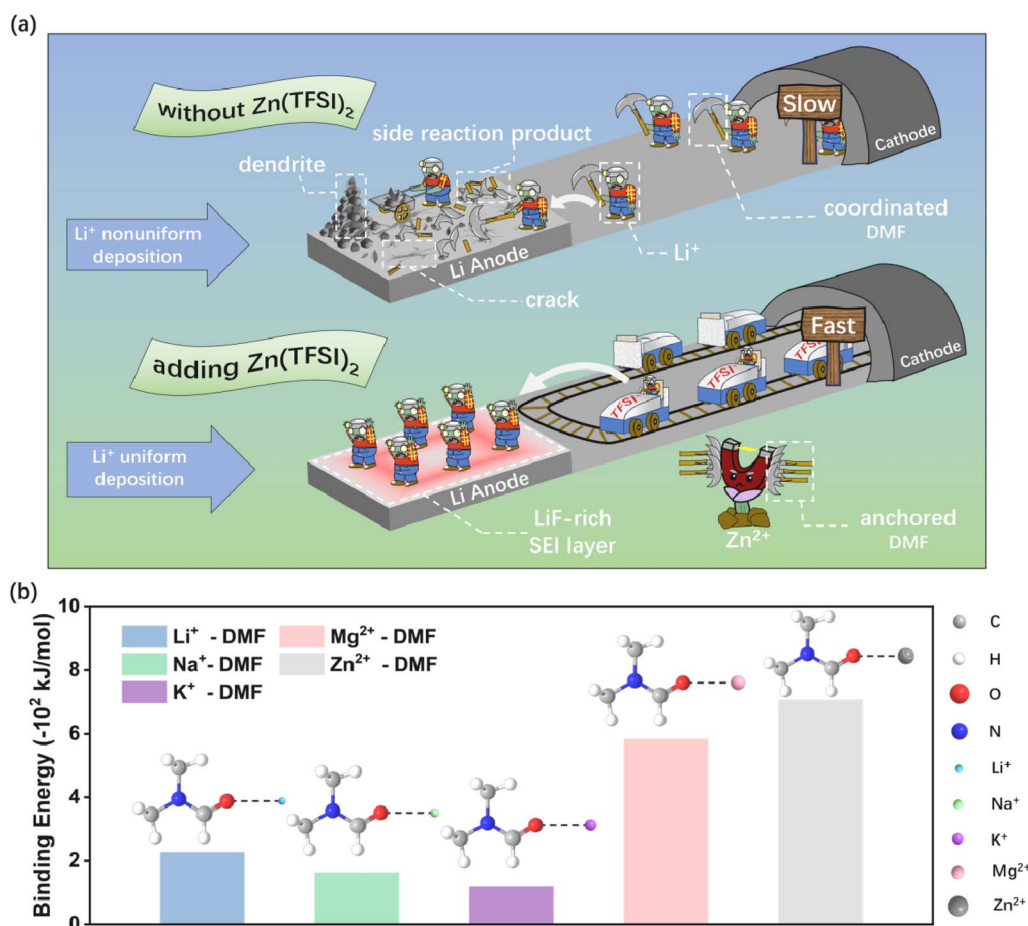 (a)
without Zn(TFSI)₂
side reaction product
dendrite
Slow
Cathode
Li⁺ nonuniform
deposition
Li Anode
crack
Li⁺
coordinated
DMF
adding Zn(TFSI)₂
Fast
Cathode
TFSI
TFSI
TFSI
Li⁺ uniform
deposition
Li Anode
LiF-rich
SEI layer
Zn²⁺
anchored
DMF
(b)
Binding Energy (-10² kJ/mol)
10
8
6
4
2
0
Li⁺ - DMF
Na⁺- DMF
K⁺ - DMF
Mg²⁺- DMF
Zn²⁺ - DMF
C
H
O
N
Li⁺
Na⁺
K⁺
Mg²⁺
Zn²⁺